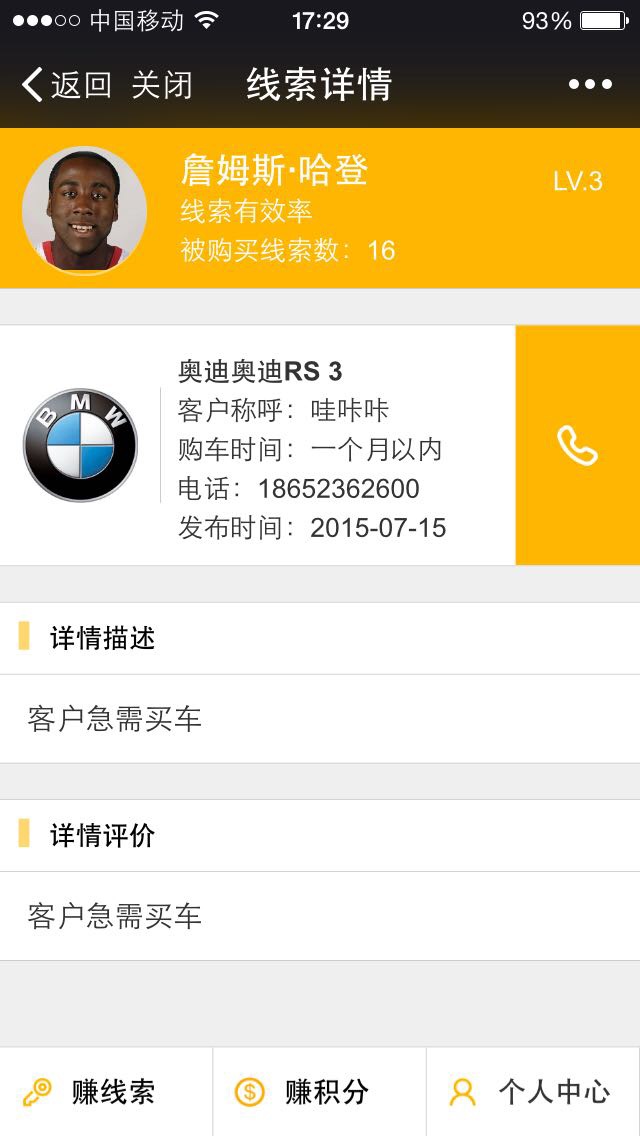 中国移动 17:29 93%
返回 关闭 线索详情
詹姆斯·哈登
LV.3
线索有效率
被购买线索数：16
BMW
奥迪奥迪RS 3
客户称呼：哇咔咔
购车时间：一个月以内
电话：18652362600
发布时间：2015-07-15
详情描述
客户急需买车
详情评价
客户急需买车
赚线索 赚积分 个人中心